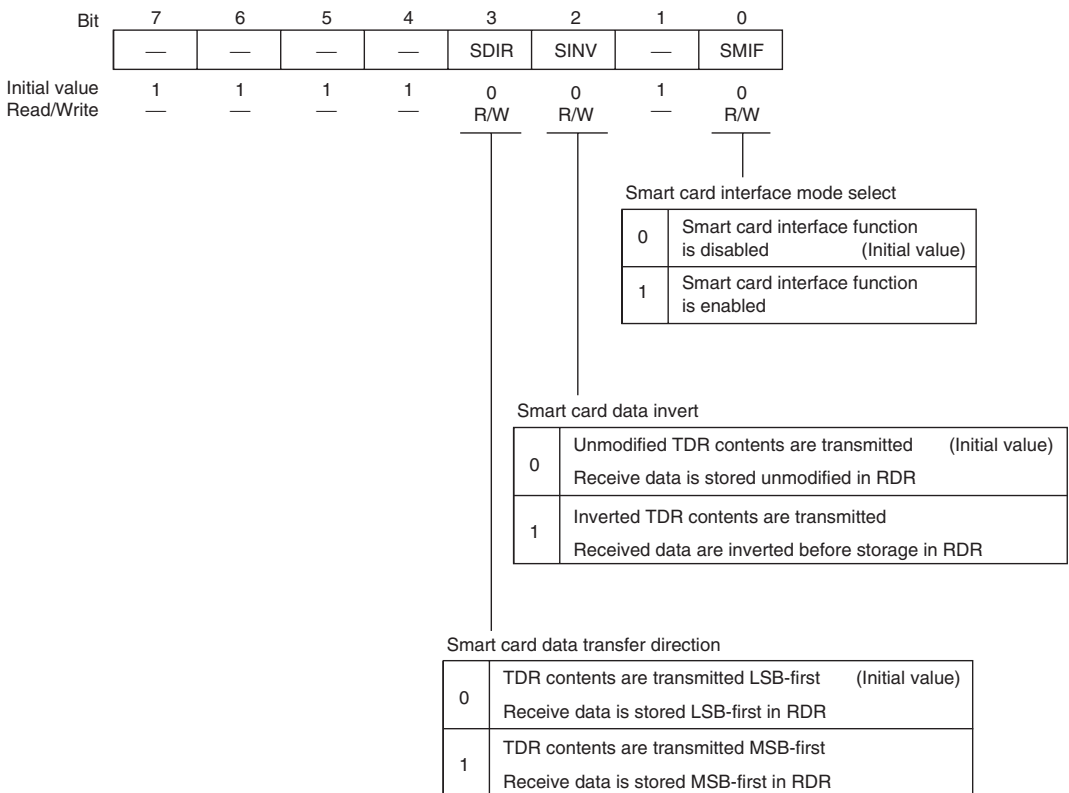 Bit 7 6 5 4 3 2 1 0
— — — — SDIR SINV — SMIF
Initial value 1 1 1 1 0 0 1 0
Read/Write — — — — R/W R/W — R/W
Smart card interface mode select
0 Smart card interface function
is disabled (Initial value)
1 Smart card interface function
is enabled
Smart card data invert
0 Unmodified TDR contents are transmitted (Initial value)
Receive data is stored unmodified in RDR
1 Inverted TDR contents are transmitted
Received data are inverted before storage in RDR
Smart card data transfer direction
0 TDR contents are transmitted LSB-first (Initial value)
Receive data is stored LSB-first in RDR
1 TDR contents are transmitted MSB-first
Receive data is stored MSB-first in RDR